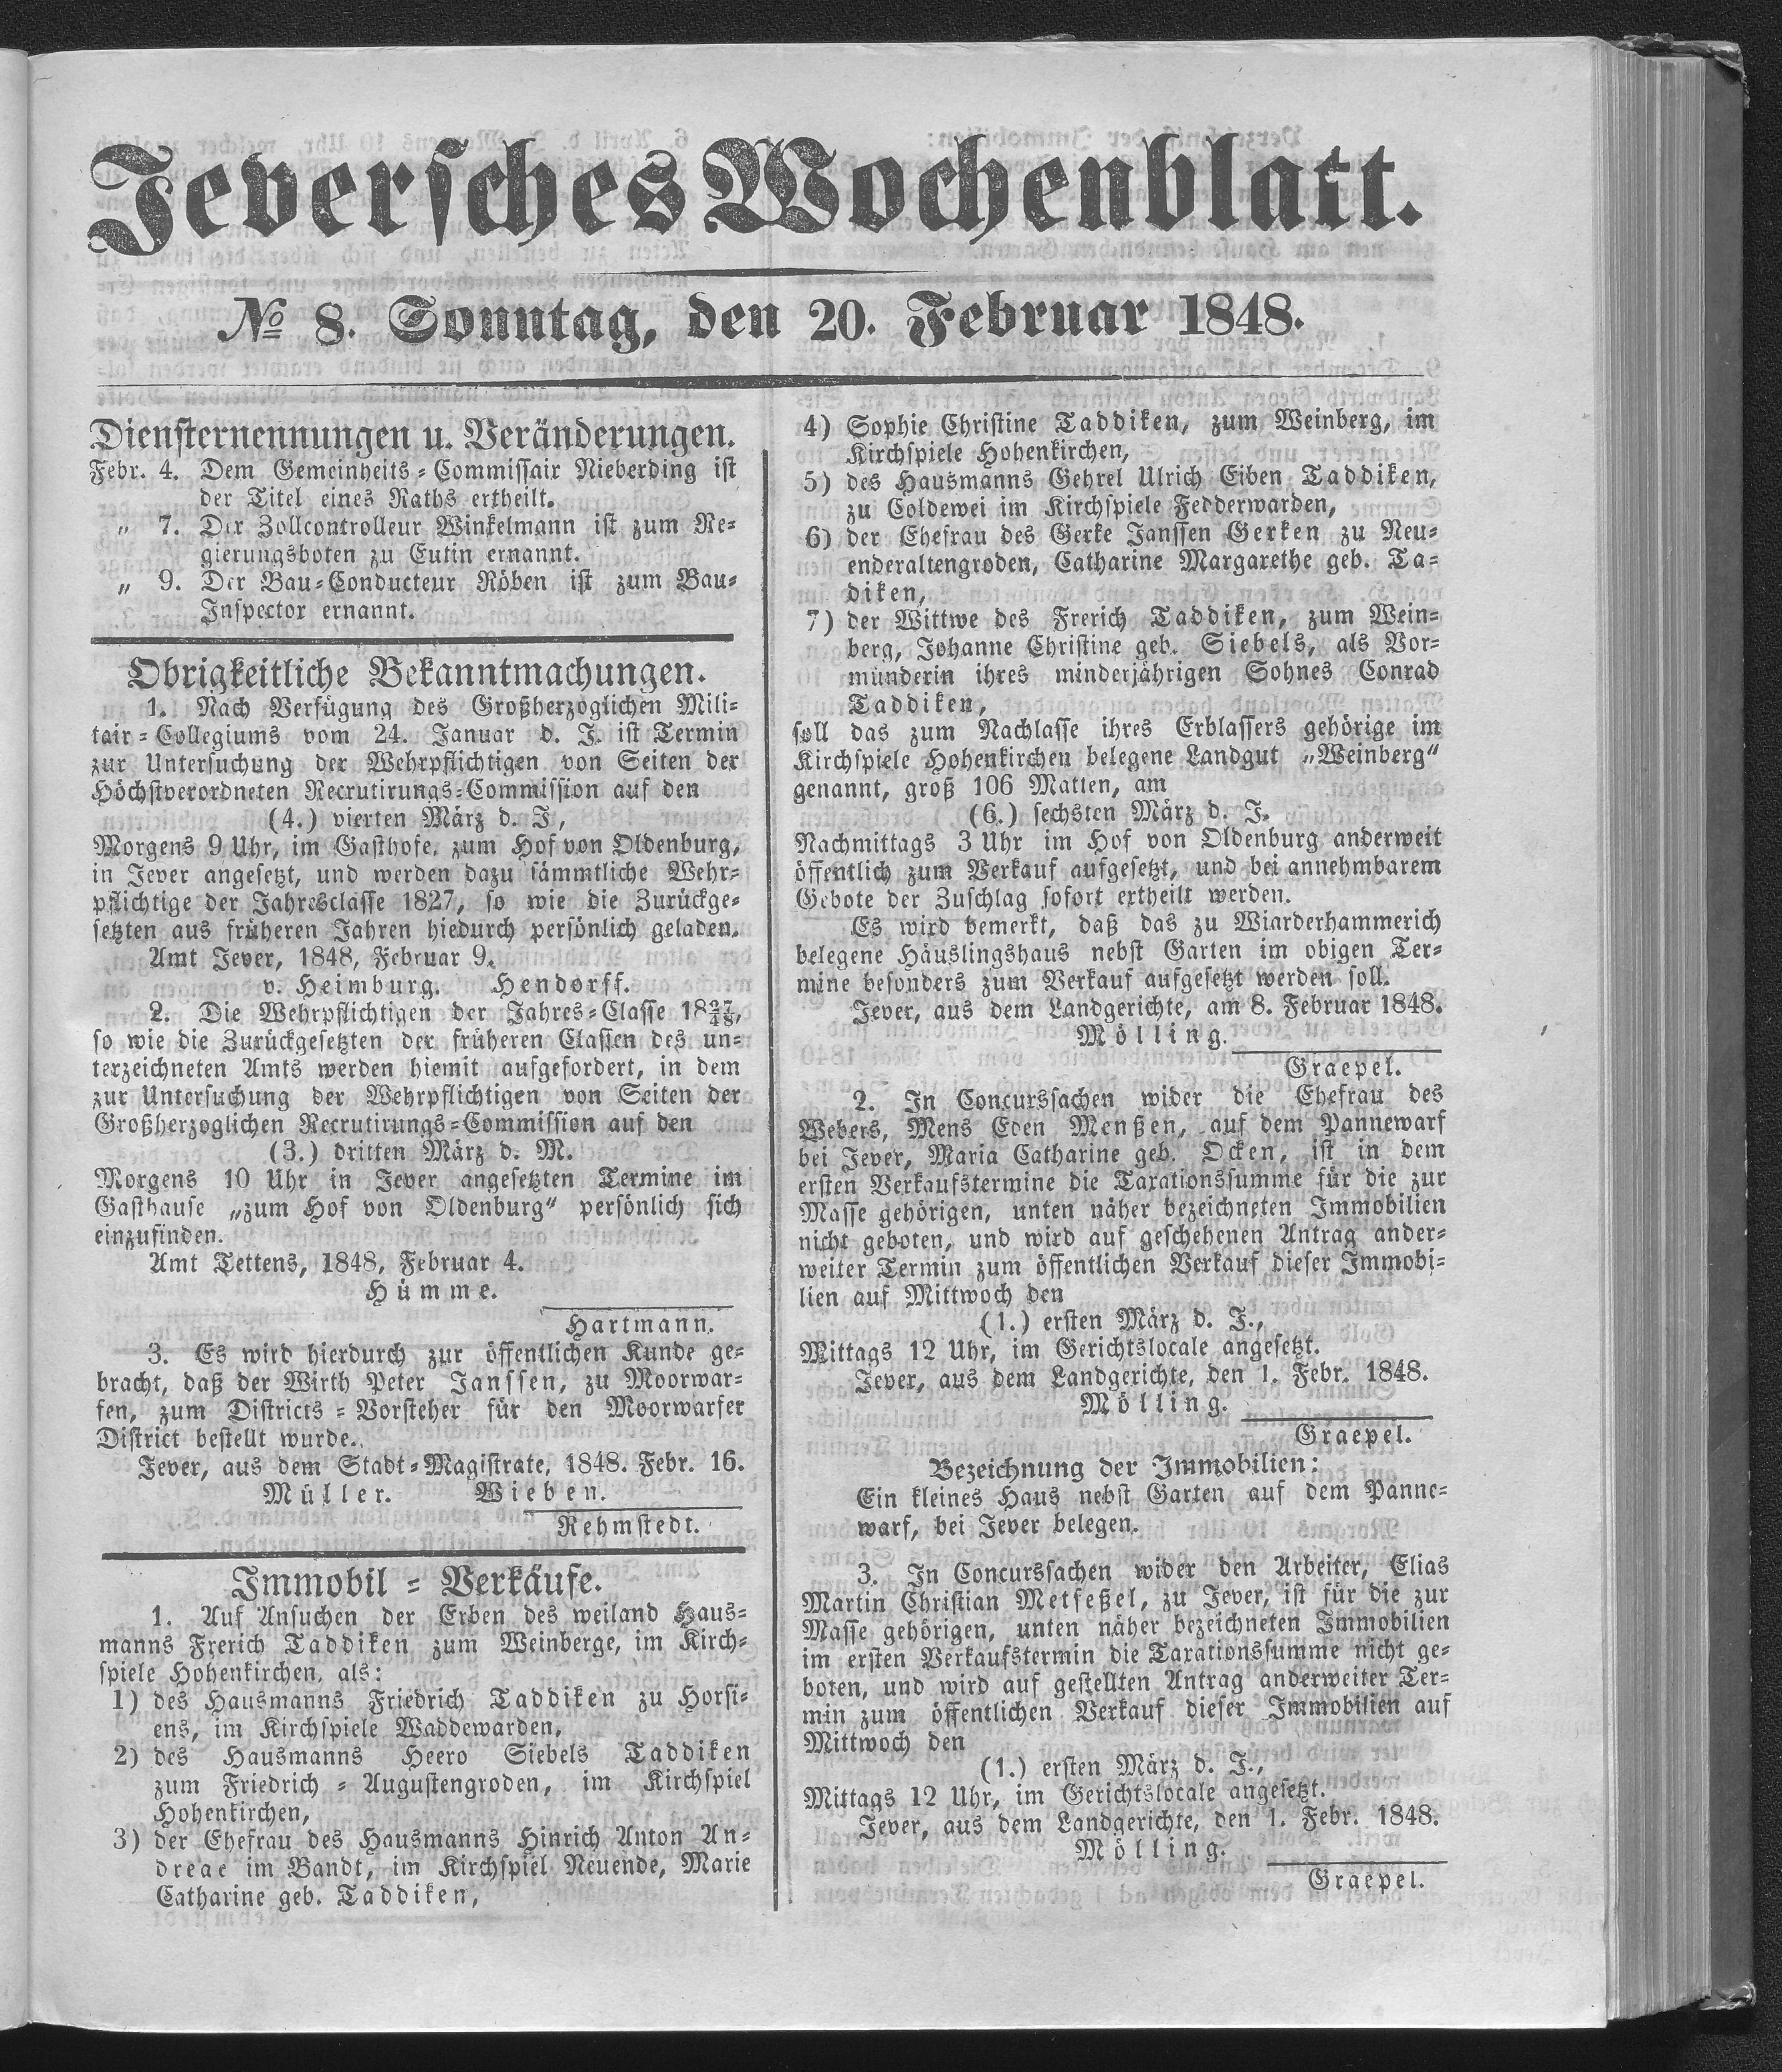 Jeversches Wochenblatt.
№ 8. Sonntag, den 20. Februar 1848.
Diensternennungen u. Veränderungen.
Febr. 4. Dem Gemeinheits-Commissair Nieberding ist
der Titel eines Raths ertheilt.
„ 7. Der Zollcontrolleur Winkelmann ist zum Re-
gierungsboten zu Eutin ernannt.
„ 9. Der Bau-Conducteur Röben ist zum Bau-
Inspector ernannt.
Obrigkeitliche Bekanntmachungen.
1. Nach Verfügung des Großherzoglichen Mili-
tair-Collegiums vom 24. Januar d. J. ist Termin
zur Untersuchung der Wehrpflichtigen von Seiten der
Höchstverordneten Recrutirungs-Commission auf den
(4.) vierten März d. J,
Morgens 9 Uhr, im Gasthofe, zum Hof von Oldenburg,
in Jever angesetzt, und werden dazu sämmtliche Wehr-
pflichtige der Jahresclasse 1827, so wie die Zurückge-
setzten aus früheren Jahren hiedurch persönlich geladen.
Amt Jever, 1848, Februar 9.
v. Heimburg. Hendorff.
2. Die Wehrpflichtigen der Jahres-Classe 1827/48,
so wie die Zurückgesetzten der früheren Classen des un-
terzeichneten Amts werden hiemit aufgefordert, in dem
zur Untersuchung der Wehrpflichtigen von Seiten der
Großherzoglichen Recrutirungs-Commission auf den
(3.) dritten März d. M.
Morgens 10 Uhr in Jever angesetzten Termine im
Gasthause „zum Hof von Oldenburg“ persönlich sich
einzufinden.
Amt Tettens, 1848, Februar 4.
Hümme.
Hartmann.
3. Es wird hierdurch zur öffentlichen Kunde ge-
bracht, daß der Wirth Peter Janssen, zu Moorwar-
fen, zum Districts-Vorsteher für den Moorwarfer
District bestellt wurde.
Jever, aus dem Stadt-Magistrate, 1848. Febr. 16.
Müller. Wieben.
Rehmstedt.
Immobil-Verkäufe.
1. Auf Ansuchen der Erben des weiland Haus-
manns Frerich Taddiken zum Weinberge, im Kirch-
spiele Hohenkirchen, als:
1) des Hausmanns Friedrich Taddiken zu Horsi-
ens, im Kirchspiele Waddewarden,
2) des Hausmanns Heero Siebels Taddiken
zum Friedrich-Augustengroden, im Kirchspiel
Hohenkirchen,
3) der Ehefrau des Hausmanns Hinrich Anton An-
dreae im Bandt, im Kirchspiel Neuende, Marie
Catharine geb. Taddiken,
4) Sophie Christine Taddiken, zum Weinberg, im
Kirchspiele Hohenkirchen,
5) des Hausmanns Gehrel Ulrich Eiben Taddiken,
zu Coldewei im Kirchspiele Fedderwarden,
6) der Ehefrau des Gerke Janssen Gerken zu Neu-
enderaltengroden, Catharine Margarethe geb. Ta-
diken,
7) der Wittwe des Frerich Taddiken, zum Wein-
berg, Johanne Christine geb. Siebels, als Vor-
münderin ihres minderjährigen Sohnes Conrad
Taddiken,
soll das zum Nachlasse ihres Erblassers gehörige im
Kirchspiele Hohenkirchen belegene Landgut „Weinberg“
genannt, groß 106 Matten, am
(6.) sechsten März d. J.
Nachmittags 3 Uhr im Hof von Oldenburg anderweit
öffentlich zum Verkauf aufgesetzt, und bei annehmbarem
Gebote der Zuschlag sofort ertheilt werden.
Es wird bemerkt, daß das zu Wiarderhammerich
belegene Häuslingshaus nebst Garten im obigen Ter-
mine besonders zum Verkauf aufgesetzt werden soll.
Jever, aus dem Landgerichte, am 8. Februar 1848.
Mölling.
Graepel.
2. In Concurssachen wider die Ehefrau des
Webers, Mens Eden Menßen, auf dem Pannewarf
bei Jever, Maria Catharine geb. Ocken, ist in dem
ersten Verkaufstermine die Taxationssumme für die zur
Masse gehörigen, unten näher bezeichneten Immobilien
nicht geboten, und wird auf geschehenen Antrag ander-
weiter Termin zum öffentlichen Verkauf dieser Immobi-
lien auf Mittwoch den
(1.) ersten März d. J.,
Mittags 12 Uhr, im Gerichtslocale angesetzt.
Jever, aus dem Landgerichte, den 1. Febr. 1848.
Mölling.
Graepel.
Bezeichnung der Immobilien:
Ein kleines Haus nebst Garten auf dem Panne-
warf, bei Jever belegen.
3. In Concurssachen wider den Arbeiter, Elias
Martin Christian Metfeßel, zu Jever, ist für die zur
Masse gehörigen, unten näher bezeichneten Immobilien
im ersten Verkaufstermin die Taxationssumme nicht ge-
boten, und wird auf gestellten Antrag anderweiter Ter-
min zum öffentlichen Verkauf dieser Immobilien auf
Mittwoch den
(1.) ersten März d. J.,
Mittags 12 Uhr, im Gerichtslocale angesetzt.
Jever, aus dem Landgerichte, den 1. Febr. 1848.
Mölling.
Graepel.